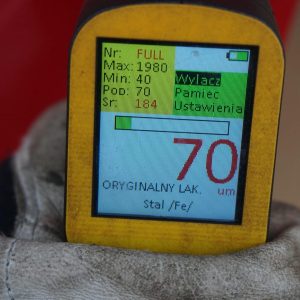 Nr: FULL
Max: 1980
Min: 40
Pop: 70
Sr: 184
Wylacz
Pamiec
Ustawienia
70
um
ORYGINALNY LAK.
Stal /Fe/